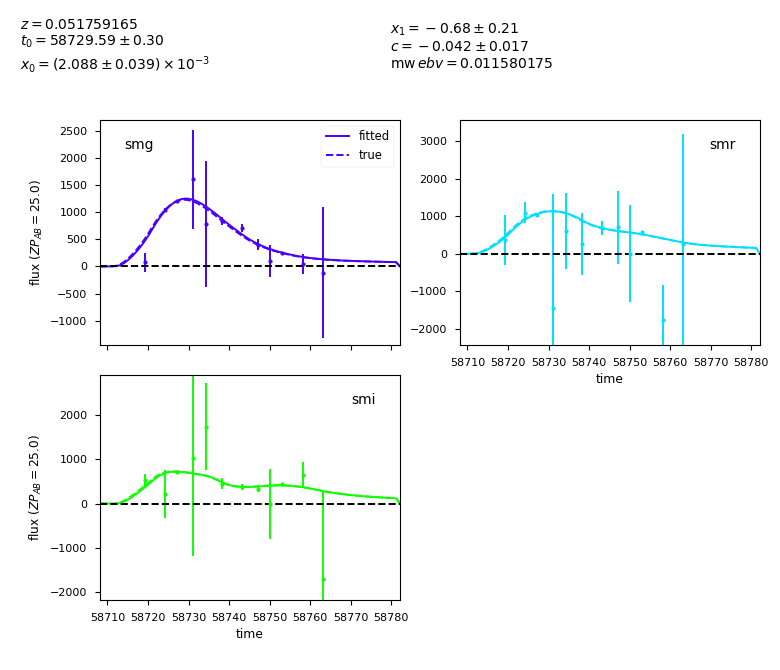 z = 0.051759165
t₀ = 58729.59 ± 0.30
x₀ = (2.088 ± 0.039) × 10⁻³
x₁ = −0.68 ± 0.21
c = −0.042 ± 0.017
mw ebv = 0.011580175
smg
fitted
true
flux (ZP_AB = 25.0)
2500
2000
1500
1000
500
0
−500
−1000
smr
3000
2000
1000
0
−1000
−2000
58710 58720 58730 58740 58750 58760 58770 58780
time
smi
flux (ZP_AB = 25.0)
2000
1000
0
−1000
−2000
58710 58720 58730 58740 58750 58760 58770 58780
time